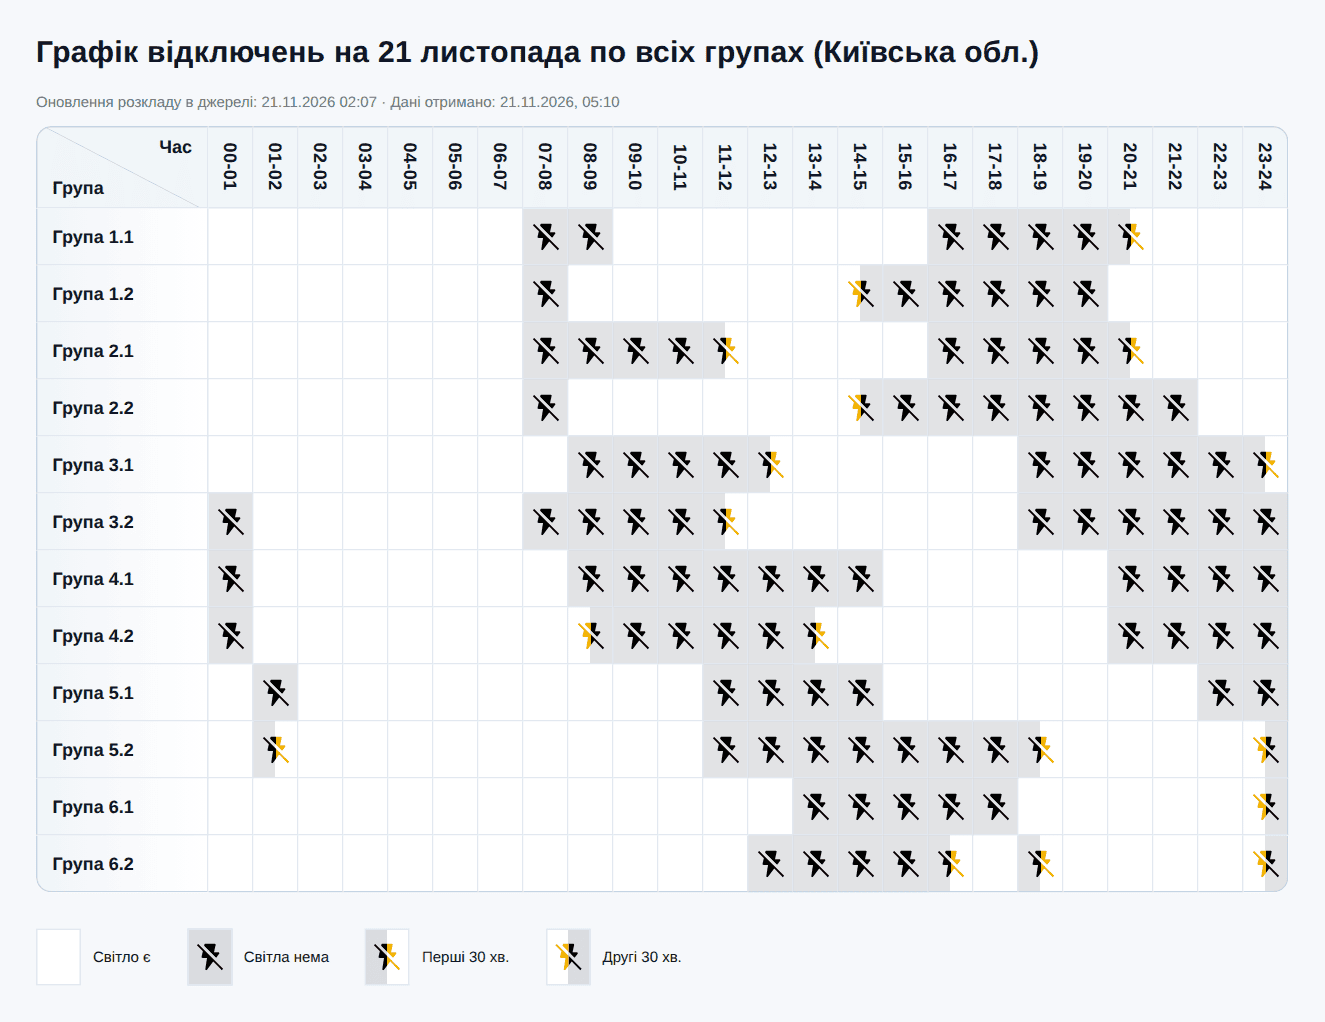 Графік відключень на 21 листопада по всіх групах (Київська обл.)
Оновлення розкладу в джерелі: 21.11.2026 02:07 · Дані отримано: 21.11.2026, 05:10
Час
Група
00-01 01-02 02-03 03-04 04-05 05-06 06-07 07-08 08-09 09-10 10-11 11-12 12-13 13-14 14-15 15-16 16-17 17-18 18-19 19-20 20-21 21-22 22-23 23-24
Група 1.1
Група 1.2
Група 2.1
Група 2.2
Група 3.1
Група 3.2
Група 4.1
Група 4.2
Група 5.1
Група 5.2
Група 6.1
Група 6.2
Світло є Світла нема Перші 30 хв. Другі 30 хв.